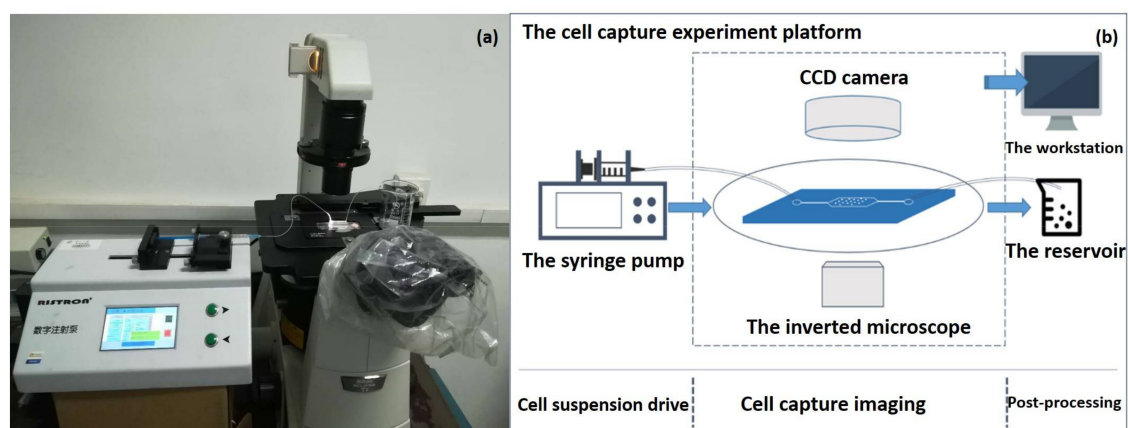 (a)
RISTRON
数字注射泵
The cell capture experiment platform
(b)
CCD camera
The workstation
The syringe pump
The reservoir
The inverted microscope
Cell suspension drive
Cell capture imaging
Post-processing